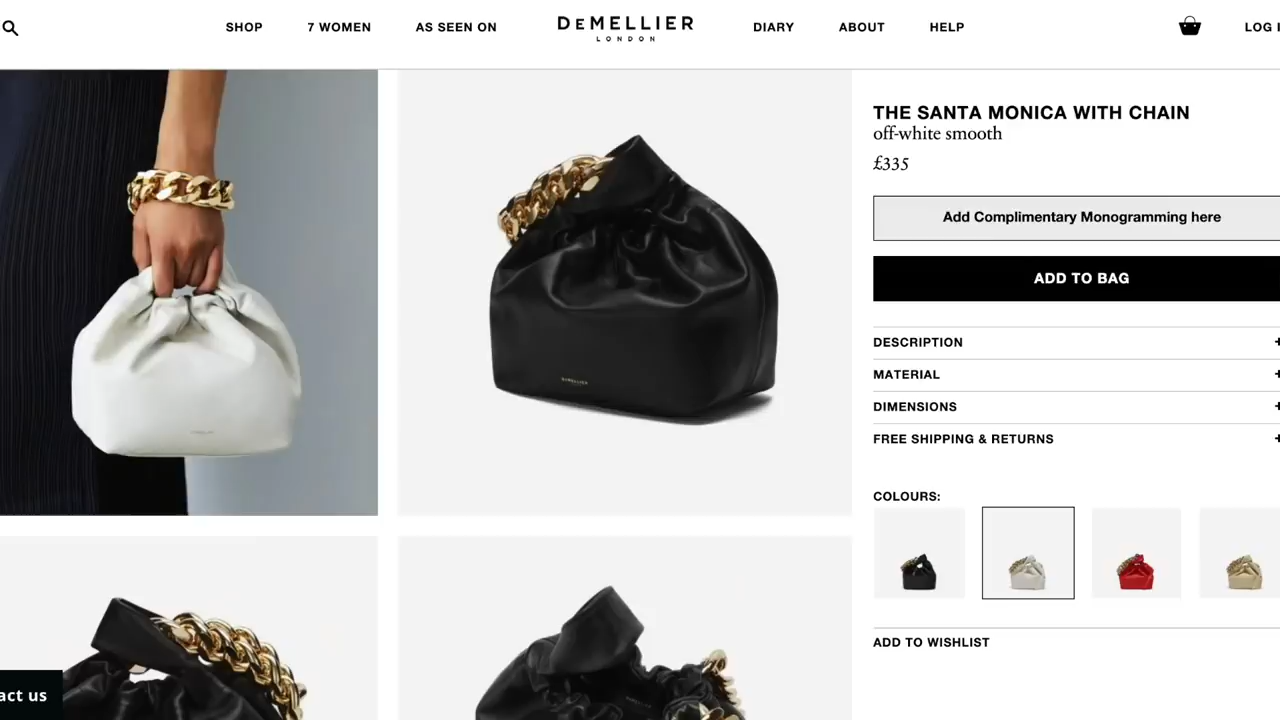 SHOP
7 WOMEN
AS SEEN ON
DEMELLIER
LONDON
DIARY
ABOUT
HELP
LOG I
THE SANTA MONICA WITH CHAIN
off-white smooth
£335
Add Complimentary Monogramming here
ADD TO BAG
DESCRIPTION +
MATERIAL +
DIMENSIONS +
FREE SHIPPING & RETURNS +
COLOURS:
ADD TO WISHLIST
act us
DEMELLIER